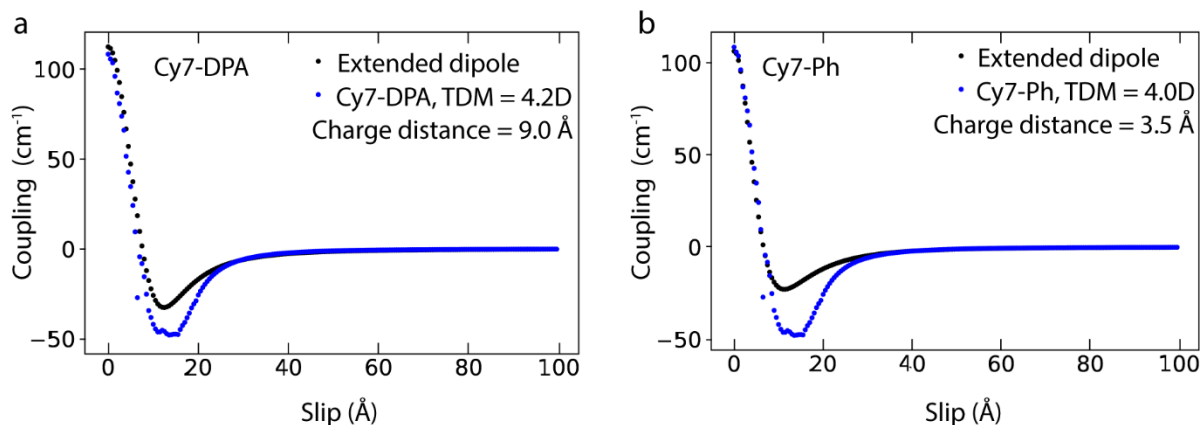 a
Cy7-DPA
Extended dipole
Cy7-DPA, TDM = 4.2D
Charge distance = 9.0 Å
Coupling (cm⁻¹)
100
50
0
−50
0 20 40 60 80 100
Slip (Å)
b
Cy7-Ph
Extended dipole
Cy7-Ph, TDM = 4.0D
Charge distance = 3.5 Å
Coupling (cm⁻¹)
100
50
0
−50
0 20 40 60 80 100
Slip (Å)